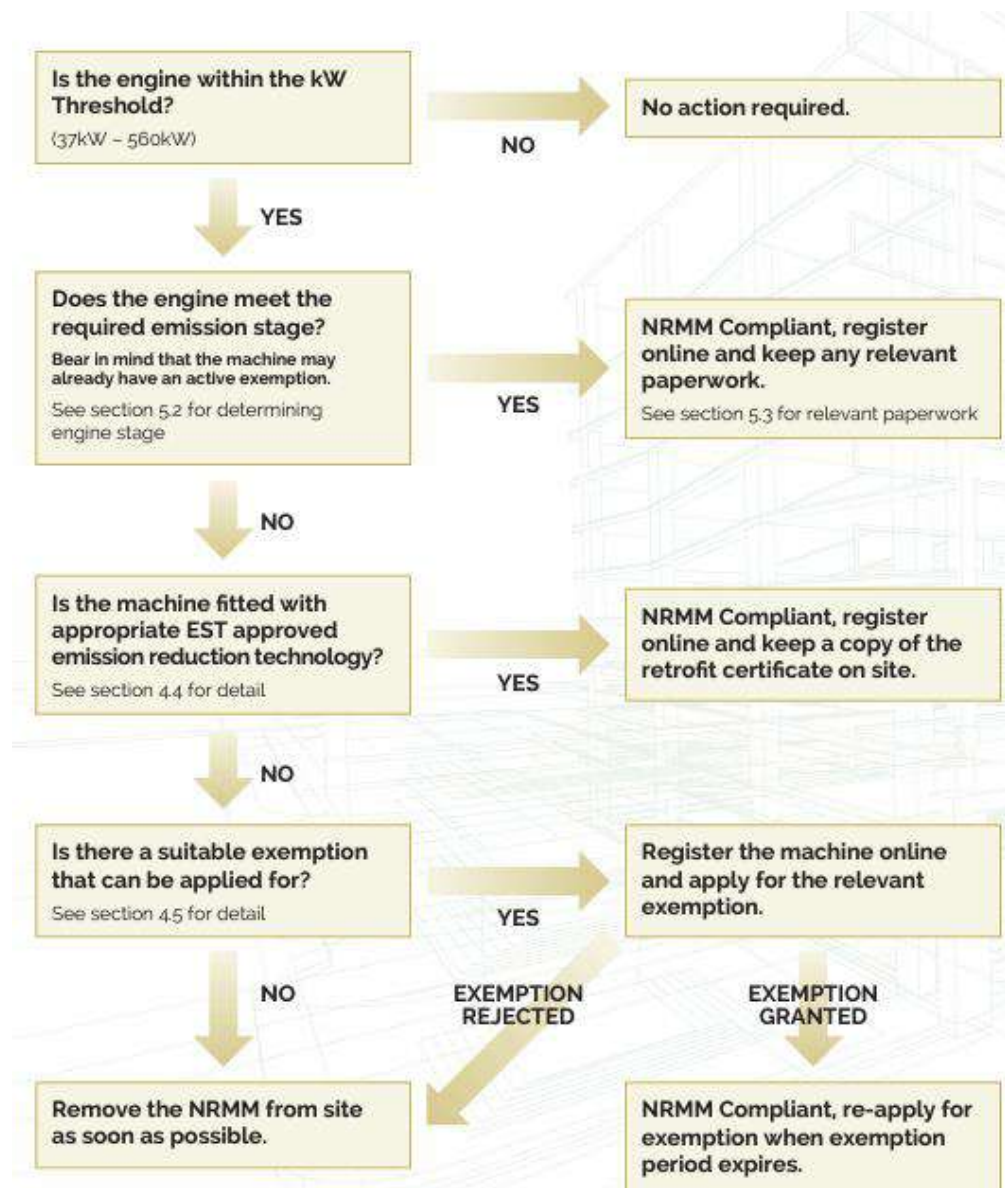 Is the engine within the kW
Threshold?
(37kW – 560kW)
NO
No action required.
YES
Does the engine meet the
required emission stage?
Bear in mind that the machine may
already have an active exemption.
See section 5.2 for determining
engine stage
YES
NRMM Compliant, register
online and keep any relevant
paperwork.
See section 5.3 for relevant paperwork
NO
Is the machine fitted with
appropriate EST approved
emission reduction technology?
See section 4.4 for detail
YES
NRMM Compliant, register
online and keep a copy of the
retrofit certificate on site.
NO
Is there a suitable exemption
that can be applied for?
See section 4.5 for detail
YES
Register the machine online
and apply for the relevant
exemption.
NO
EXEMPTION
REJECTED
EXEMPTION
GRANTED
Remove the NRMM from site
as soon as possible.
NRMM Compliant, re-apply for
exemption when exemption
period expires.